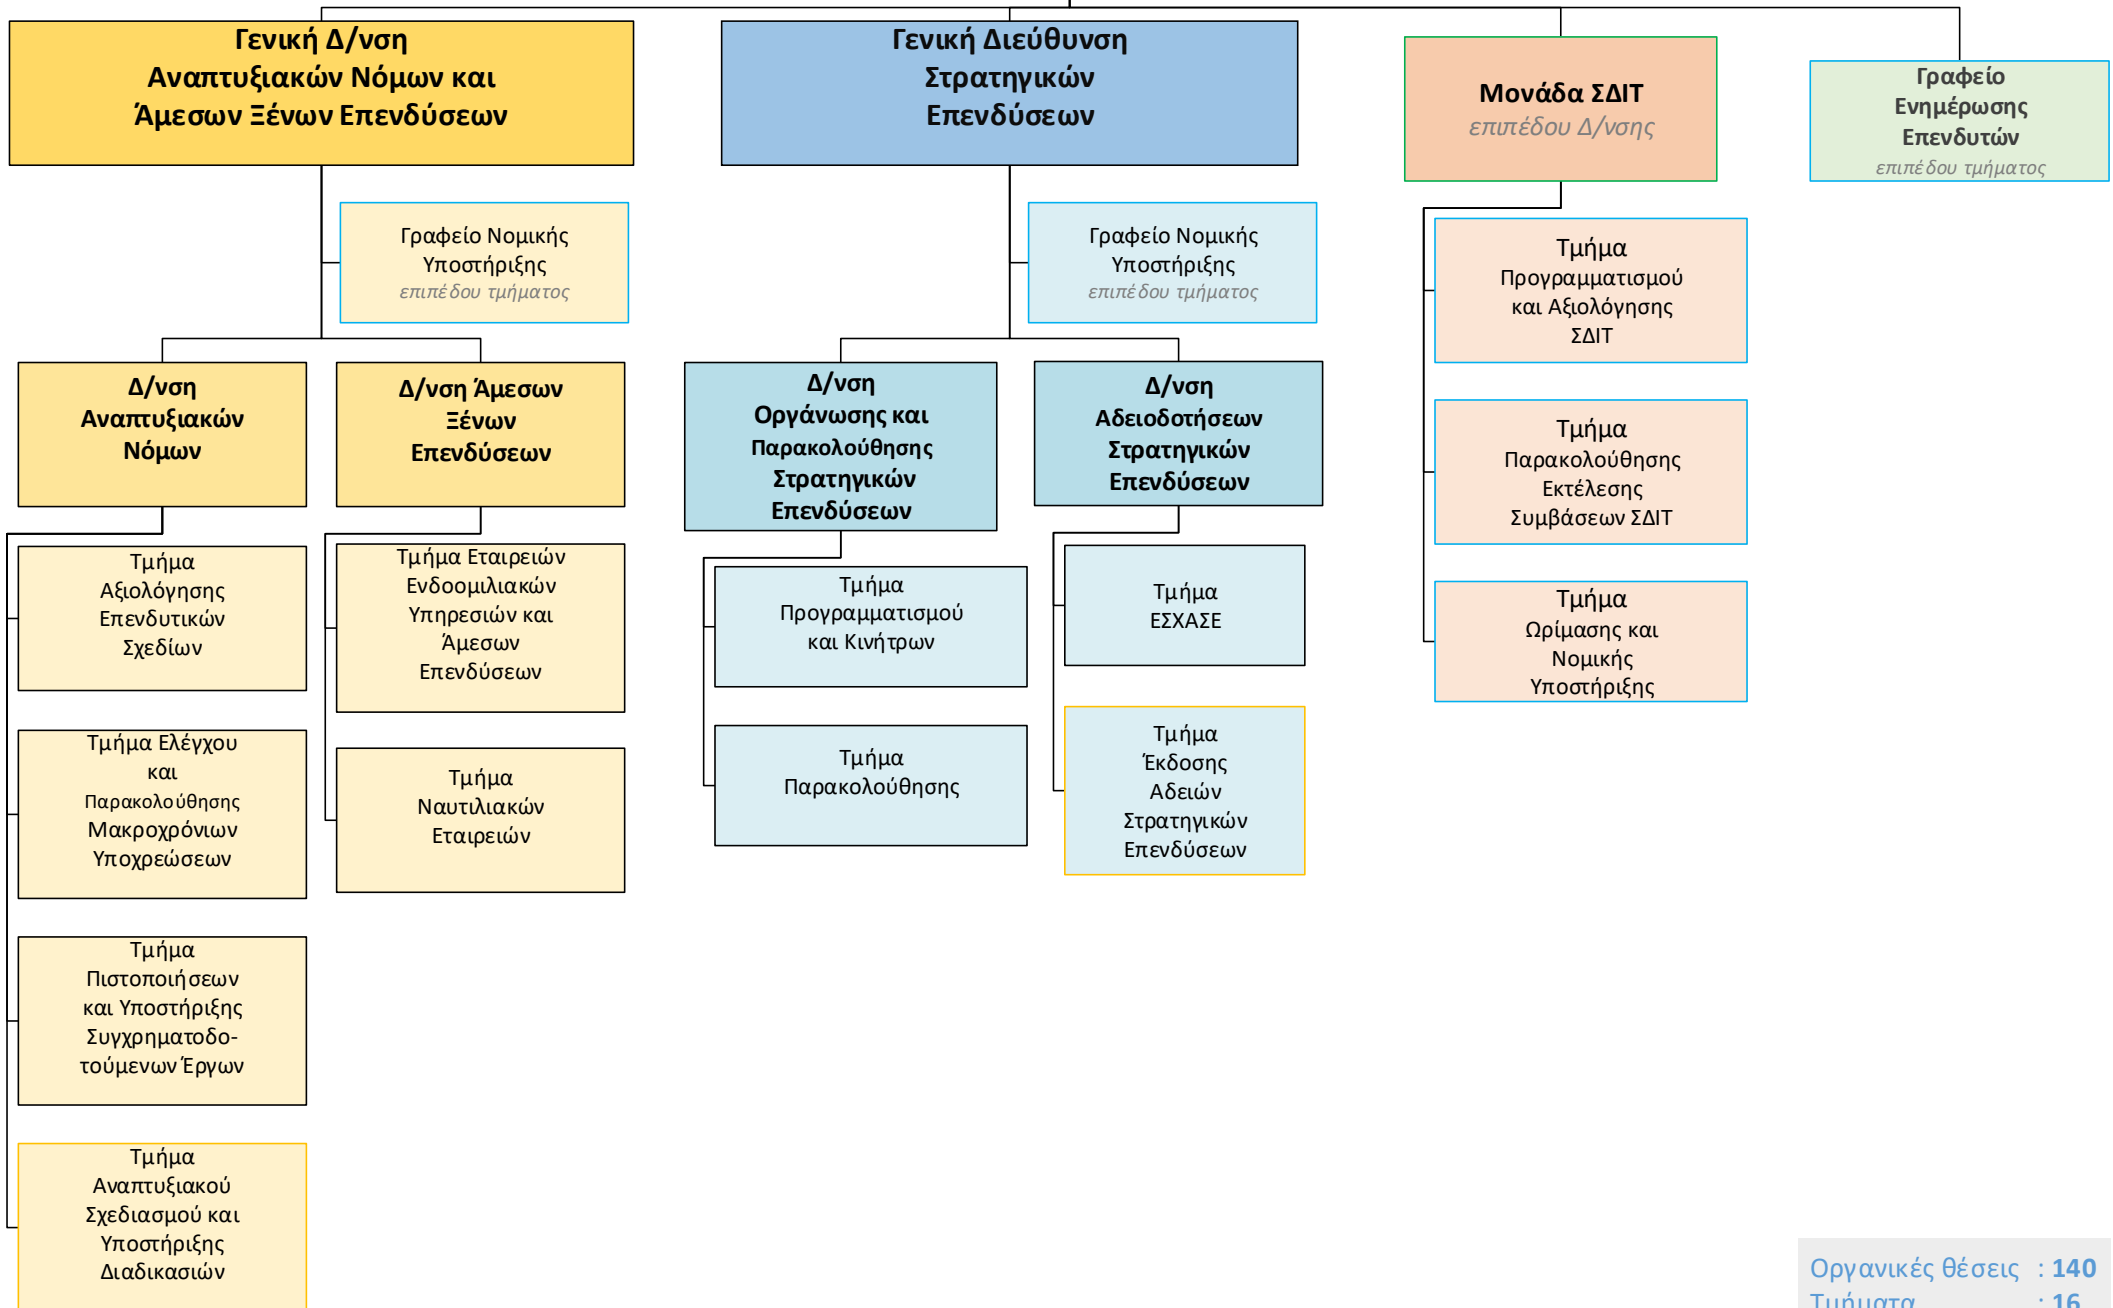 Γενική Δ/νση
Αναπτυξιακών Νόμων και
Άμεσων Ξένων Επενδύσεων
Γενική Διεύθυνση
Στρατηγικών
Επενδύσεων
Μονάδα ΣΔΙΤ
επιπέδου Δ/νσης
Γραφείο
Ενημέρωσης
Επενδυτών
επιπέδου τμήματος
Γραφείο Νομικής
Υποστήριξης
επιπέδου τμήματος
Γραφείο Νομικής
Υποστήριξης
επιπέδου τμήματος
Τμήμα
Προγραμματισμού
και Αξιολόγησης
ΣΔΙΤ
Δ/νση
Αναπτυξιακών
Νόμων
Δ/νση Άμεσων
Ξένων
Επενδύσεων
Δ/νση
Οργάνωσης και
Παρακολούθησης
Στρατηγικών
Επενδύσεων
Δ/νση
Αδειοδοτήσεων
Στρατηγικών
Επενδύσεων
Τμήμα
Παρακολούθησης
Εκτέλεσης
Συμβάσεων ΣΔΙΤ
Τμήμα
Αξιολόγησης
Επενδυτικών
Σχεδίων
Τμήμα Εταιρειών
Ενδοομιλιακών
Υπηρεσιών και
Άμεσων
Επενδύσεων
Τμήμα
Προγραμματισμού
και Κινήτρων
Τμήμα
ΕΣΧΑΣΕ
Τμήμα
Ωρίμασης και
Νομικής
Υποστήριξης
Τμήμα Ελέγχου
και
Παρακολούθησης
Μακροχρόνιων
Υποχρεώσεων
Τμήμα
Ναυτιλιακών
Εταιρειών
Τμήμα
Παρακολούθησης
Τμήμα
Έκδοσης
Αδειών
Στρατηγικών
Επενδύσεων
Τμήμα
Πιστοποιήσεων
και Υποστήριξης
Συγχρηματοδο-
τούμενων Έργων
Τμήμα
Αναπτυξιακού
Σχεδιασμού και
Υποστήριξης
Διαδικασιών
Οργανικές θέσεις : 140
Τμήματα : 16